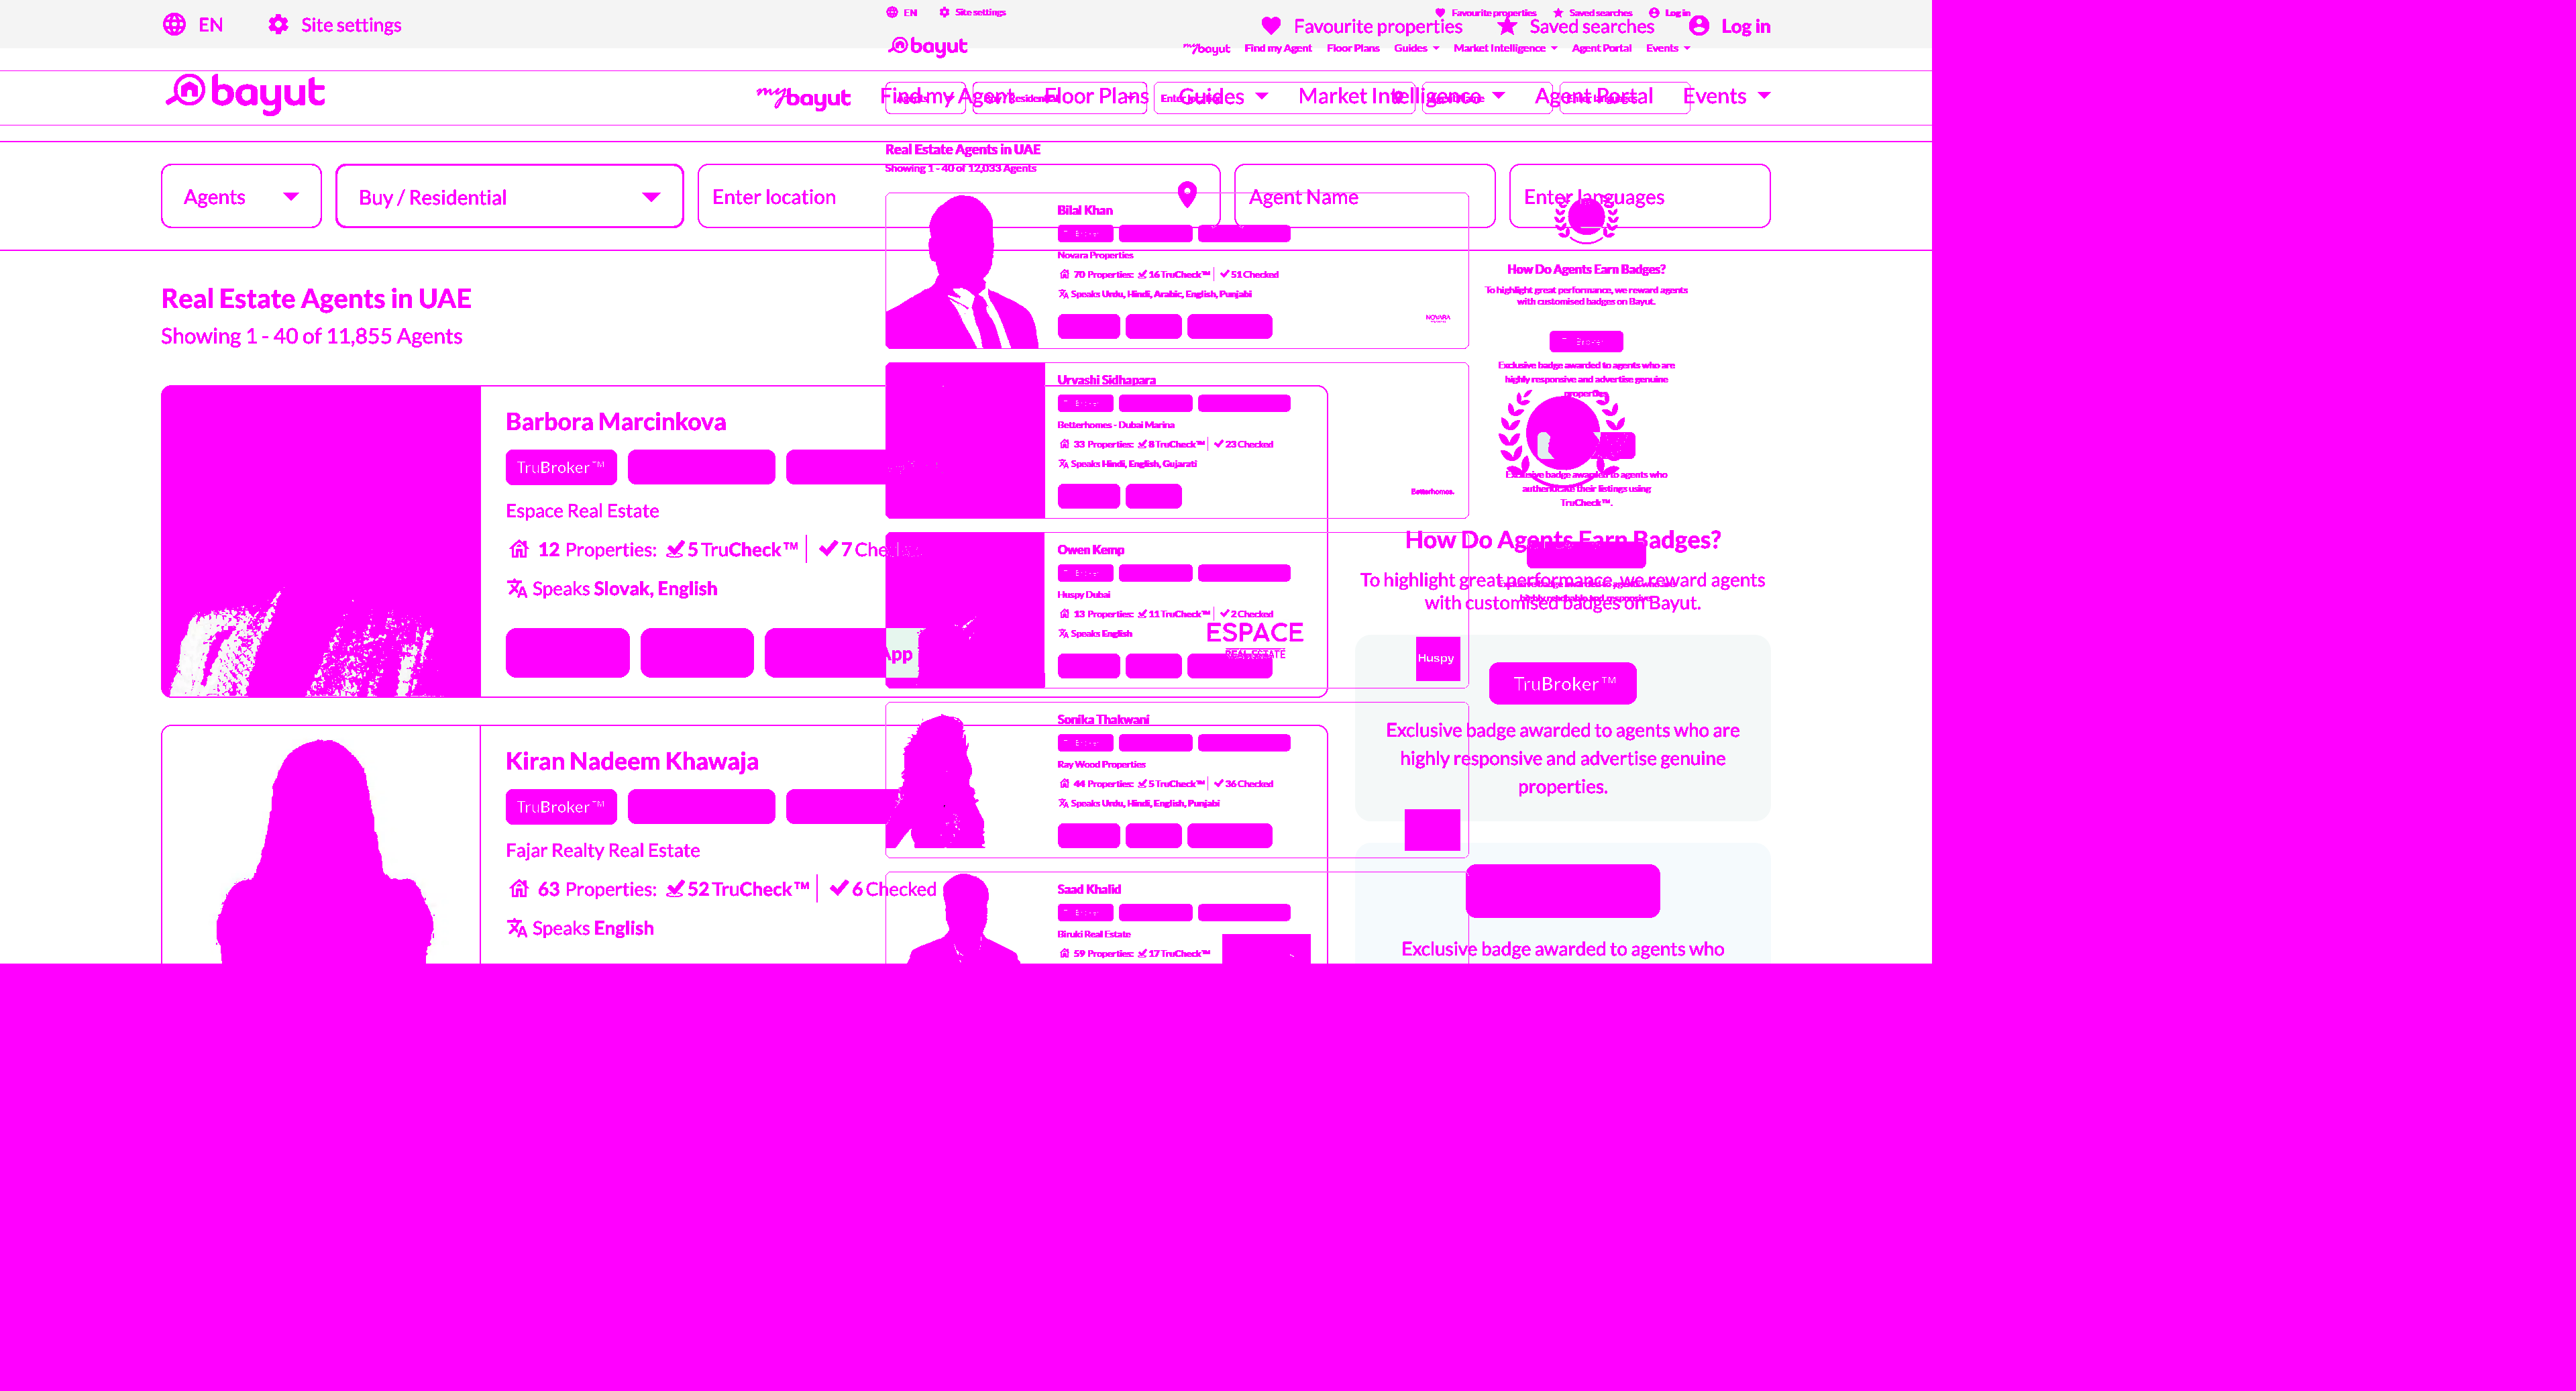 EN Site settings Favourite properties Saved searches Log in
bayut
mybayut Find my Agent Floor Plans Guides Market Intelligence Agent Portal Events
Agents Buy / Residential Enter location Agent Name Enter languages
Real Estate Agents in UAE
Showing 1 - 40 of 11,855 Agents
Barbora Marcinkova
TruBroker™
Espace Real Estate
12 Properties: 5 TruCheck™ 7
Speaks Slovak, English
App
ESPACE
REAL ESTATE
Kiran Nadeem Khawaja
TruBroker™
Fajar Realty Real Estate
63 Properties: 52 TruCheck™ 6 Checked
Speaks English
How Do Agents Earn Badges?
To highlight great performance, we reward agents
with customised badges on Bayut.
TruBroker™
Exclusive badge awarded to agents who are
highly responsive and advertise genuine
properties.
Exclusive badge awarded to agents who
EN Site settings Favourite properties Saved searches Log in
bayut
mybayut Find my Agent Floor Plans Guides Market Intelligence Agent Portal Events
Real Estate Agents in UAE
Showing 1 - 40 of 12,033 Agents
Bilal Khan
Novara Properties
70 Properties: 16 TruCheck™ 51 Checked
Speaks Urdu, Hindi, Arabic, English, Punjabi
NOVARA
Urvashi Sidhapara
Betterhomes - Dubai Marina
33 Properties: 8 TruCheck™ 23 Checked
Speaks Hindi, English, Gujarati
Betterhomes.
Owen Kemp
Huspy Dubai
13 Properties: 11 TruCheck™ 2 Checked
Speaks English
Huspy
Sonika Thakwani
Ray Wood Properties
44 Properties: 5 TruCheck™ 36 Checked
Speaks Urdu, Hindi, English, Punjabi
Saad Khalid
Biruki Real Estate
59 Properties: 17 TruCheck™
How Do Agents Earn Badges?
To highlight great performance, we reward agents
with customised badges on Bayut.
Exclusive badge awarded to agents who are
highly responsive and advertise genuine
properties.
Exclusive badge awarded to agents who
authenticate their listings using
TruCheck™.